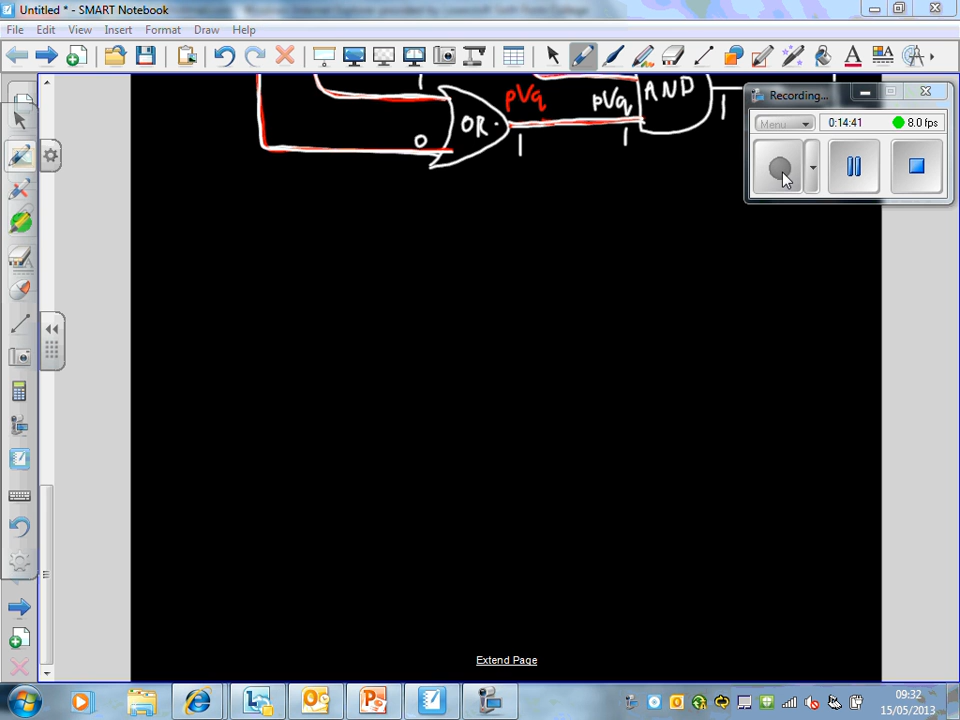 Untitled * - SMART Notebook
File Edit View Insert Format Draw Help
pVq
pVq
AND
OR
0
1
1
1
Recording...
Menu
0:14:41
8.0 fps
Extend Page
09:32
15/05/2013